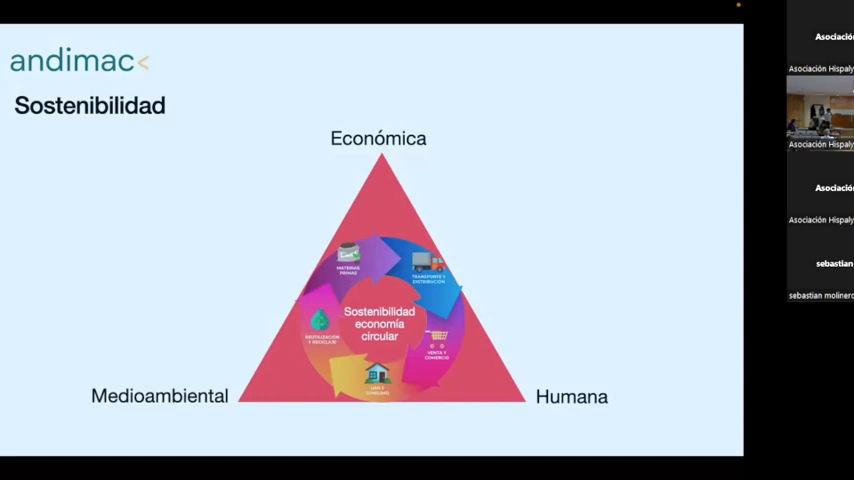 andimac<
Sostenibilidad
Económica
MATERIAS
PRIMAS
TRANSPORTE Y
DISTRIBUCIÓN
Sostenibilidad
economía
circular
REUTILIZACIÓN
Y RECICLAJE
VENTA Y
COMERCIO
USO Y
CONSUMO
Medioambiental
Humana
Asociación
Asociación Hispaly
Asociación Hispaly
Asociación
Asociación Hispaly
sebastian
sebastian molinero